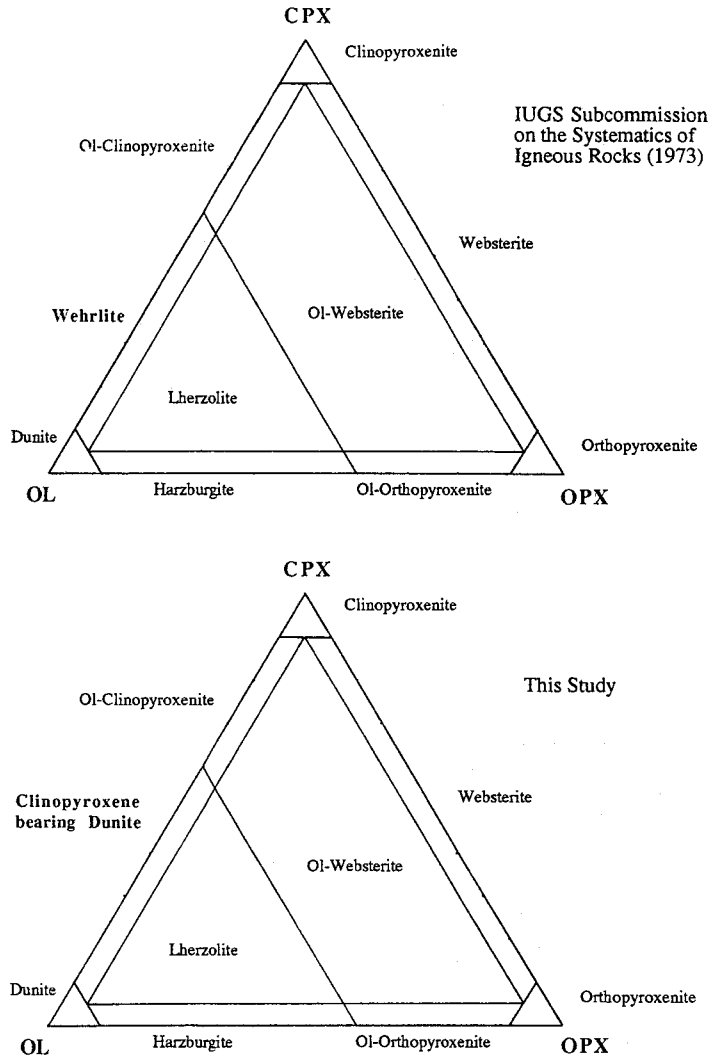 CPX
Clinopyroxenite
IUGS Subcommission
on the Systematics of
Igneous Rocks (1973)
Ol-Clinopyroxenite
Websterite
Wehrlite
Ol-Websterite
Lherzolite
Dunite
Orthopyroxenite
OL
Harzburgite
Ol-Orthopyroxenite
OPX
CPX
Clinopyroxenite
This Study
Ol-Clinopyroxenite
Clinopyroxene
bearing Dunite
Websterite
Ol-Websterite
Lherzolite
Dunite
Orthopyroxenite
OL
Harzburgite
Ol-Orthopyroxenite
OPX